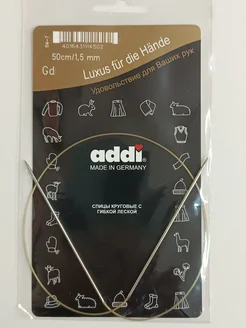 50cm/1,5 mm
Gd
Luxus für die Hände
Удовольствие для Ваших рук
addi
MADE IN GERMANY
СПИЦЫ КРУГОВЫЕ С
ГИБКОЙ ЛЕСКОЙ